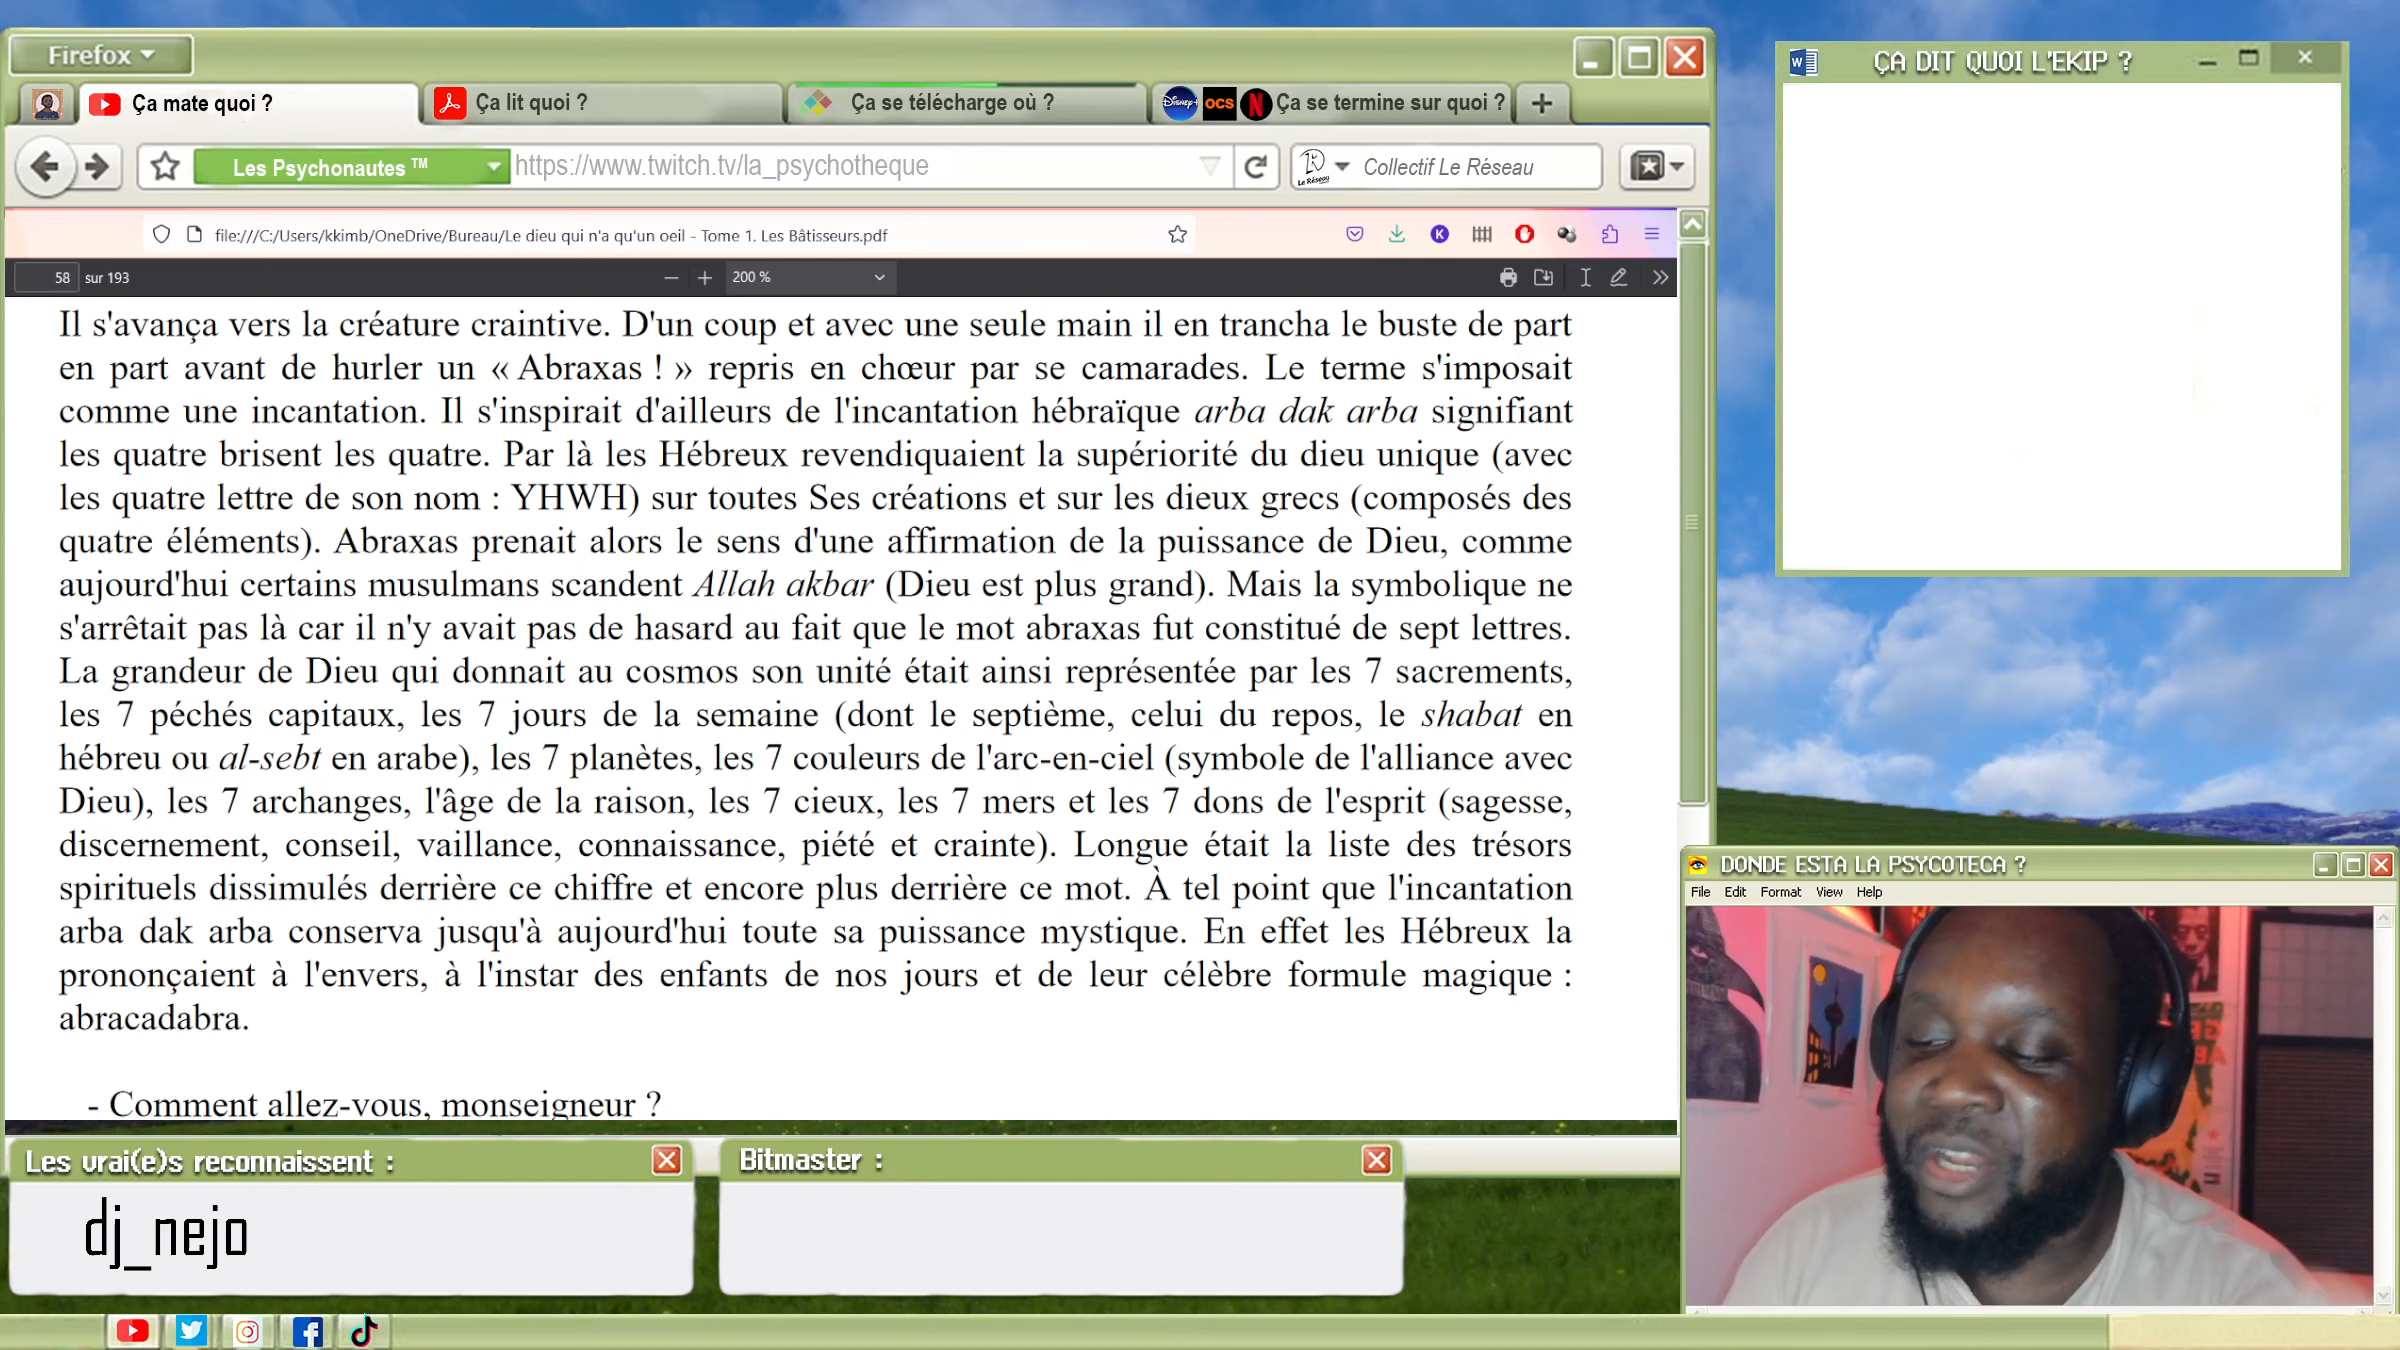 Firefox
Ça mate quoi ?
Ça lit quoi ?
Ça se télécharge où ?
Disney+ OCS N Ça se termine sur quoi ?
Les Psychonautes ™
https://www.twitch.tv/la_psychotheque
Le Réseau
Collectif Le Réseau
file:///C:/Users/kkimb/OneDrive/Bureau/Le dieu qui n'a qu'un oeil - Tome 1. Les Bâtisseurs.pdf
K
58 sur 193
200 %
Il s'avança vers la créature craintive. D'un coup et avec une seule main il en trancha le buste de part
en part avant de hurler un « Abraxas ! » repris en chœur par se camarades. Le terme s'imposait
comme une incantation. Il s'inspirait d'ailleurs de l'incantation hébraïque arba dak arba signifiant
les quatre brisent les quatre. Par là les Hébreux revendiquaient la supériorité du dieu unique (avec
les quatre lettre de son nom : YHWH) sur toutes Ses créations et sur les dieux grecs (composés des
quatre éléments). Abraxas prenait alors le sens d'une affirmation de la puissance de Dieu, comme
aujourd'hui certains musulmans scandent Allah akbar (Dieu est plus grand). Mais la symbolique ne
s'arrêtait pas là car il n'y avait pas de hasard au fait que le mot abraxas fut constitué de sept lettres.
La grandeur de Dieu qui donnait au cosmos son unité était ainsi représentée par les 7 sacrements,
les 7 péchés capitaux, les 7 jours de la semaine (dont le septième, celui du repos, le shabat en
hébreu ou al-sebt en arabe), les 7 planètes, les 7 couleurs de l'arc-en-ciel (symbole de l'alliance avec
Dieu), les 7 archanges, l'âge de la raison, les 7 cieux, les 7 mers et les 7 dons de l'esprit (sagesse,
discernement, conseil, vaillance, connaissance, piété et crainte). Longue était la liste des trésors
spirituels dissimulés derrière ce chiffre et encore plus derrière ce mot. À tel point que l'incantation
arba dak arba conserva jusqu'à aujourd'hui toute sa puissance mystique. En effet les Hébreux la
prononçaient à l'envers, à l'instar des enfants de nos jours et de leur célèbre formule magique :
abracadabra.
- Comment allez-vous, monseigneur ?
Les vrai(e)s reconnaissent :
dj_nejo
Bitmaster :
W ÇA DIT QUOI L'EKIP ?
DONDE ESTA LA PSYCOTECA ?
File Edit Format View Help